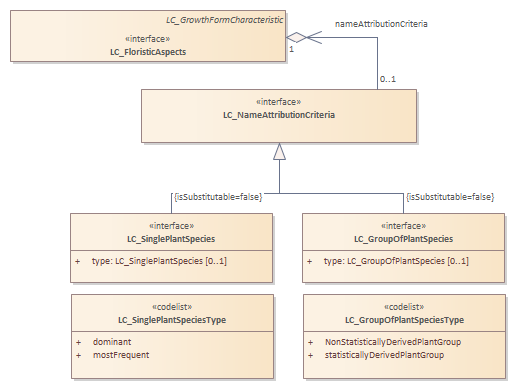 LC_GrowthFormCharacteristic
«interface»
LC_FloristicAspects
nameAttributionCriteria
1
0..1
«interface»
LC_NameAttributionCriteria
{isSubstitutable=false}
{isSubstitutable=false}
«interface»
LC_SinglePlantSpecies
+ type: LC_SinglePlantSpecies [0..1]
«interface»
LC_GroupOfPlantSpecies
+ type: LC_GroupOfPlantSpecies [0..1]
«codelist»
LC_SinglePlantSpeciesType
+ dominant
+ mostFrequent
«codelist»
LC_GroupOfPlantSpeciesType
+ NonStatisticallyDerivedPlantGroup
+ statisticallyDerivedPlantGroup